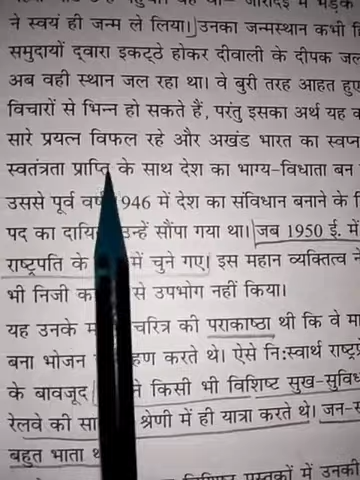 ने स्वयं ही जन्म ले लिया। उनका जन्मस्थान कभी
समुदायों द्वारा इकट्ठे होकर दीवाली के दीपक जल
अब वही स्थान जल रहा था। वे बुरी तरह आहत हुए
विचारों से भिन्न हो सकते हैं, परंतु इसका अर्थ यह
सारे प्रयत्न विफल रहे और अखंड भारत का स्वप्न
स्वतंत्रता प्राप्ति के साथ देश का भाग्य-विधाता बन
उससे पूर्व 1946 में देश का संविधान बनाने के
पद का उन्हें सौंपा गया था। जब 1950 ई. में
राष्ट्रपति के में चुने गए। इस महान व्यक्तित्व
भी निजी से उपभोग नहीं किया।
यह उनके चरित्र की पराकाष्ठा थी कि वे
बना भोजन करते थे। ऐसे नि:स्वार्थ
के बावजूद किसी भी विशिष्ट
रेलवे की श्रेणी में ही यात्रा करते थे।
बहुत भाता
पुस्तकों में उनकी